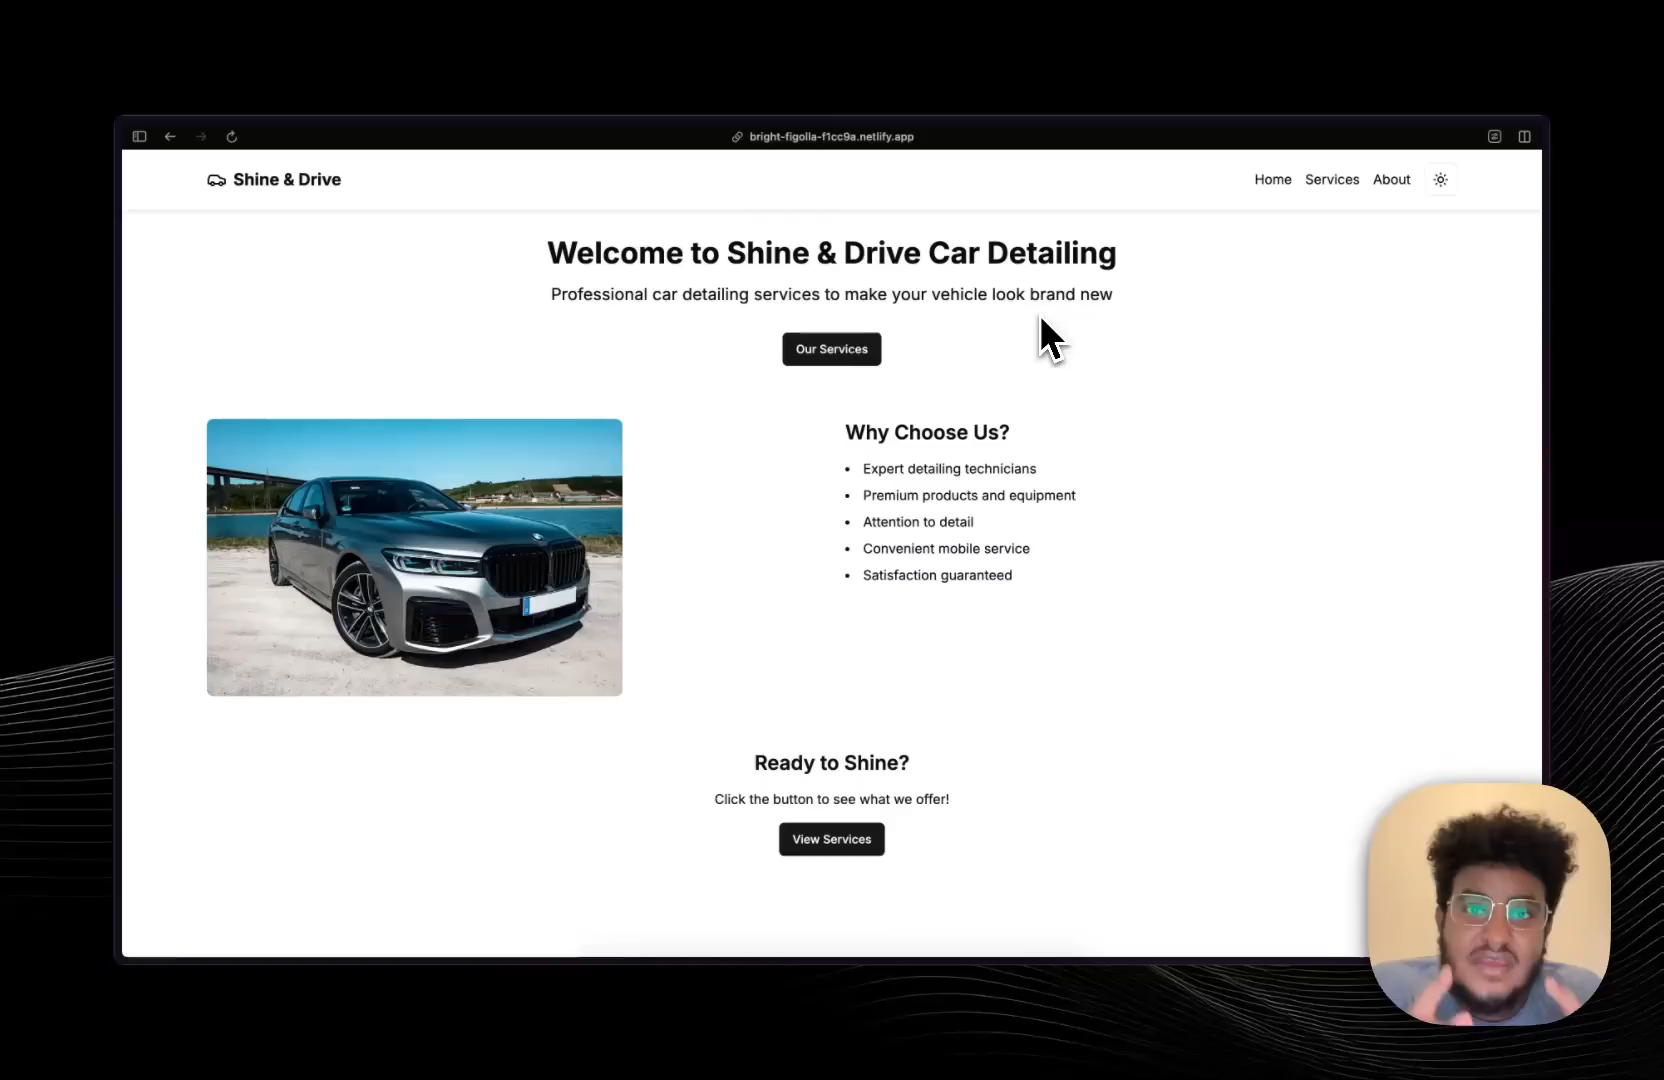 bright-figolla-f1cc9a.netlify.app
Shine & Drive
Home Services About
Welcome to Shine & Drive Car Detailing
Professional car detailing services to make your vehicle look brand new
Our Services
Why Choose Us?
• Expert detailing technicians
• Premium products and equipment
• Attention to detail
• Convenient mobile service
• Satisfaction guaranteed
Ready to Shine?
Click the button to see what we offer!
View Services